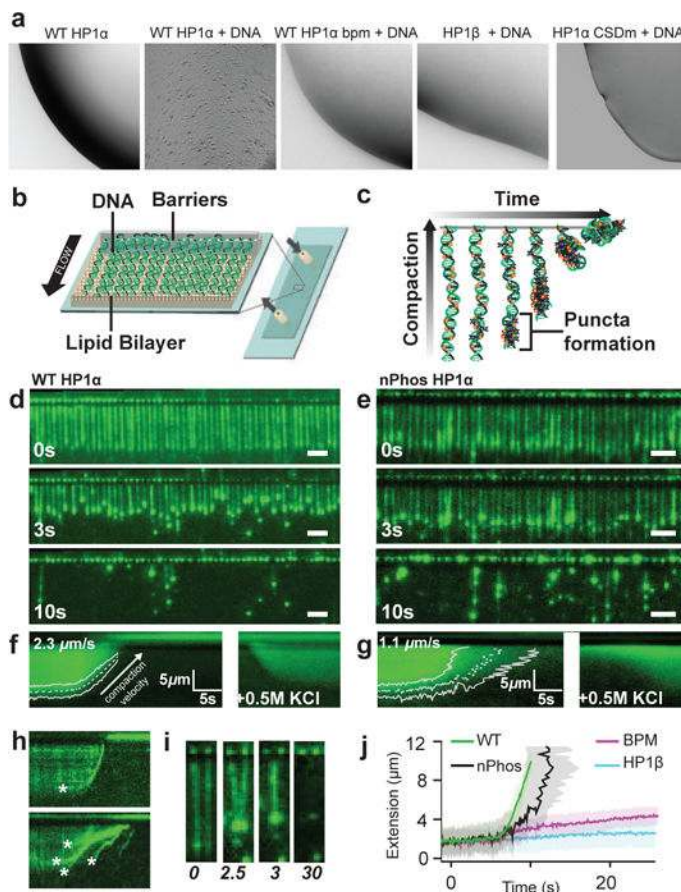 a
WT HP1α
WT HP1α + DNA
WT HP1α bpm + DNA
HP1β + DNA
HP1α CSDm + DNA
b
DNA
Barriers
FLOW
Lipid Bilayer
c
Time
Compaction
Puncta
formation
WT HP1α
d
0s
3s
10s
nPhos HP1α
e
0s
3s
10s
f
2.3 µm/s
compaction
velocity
5µm
5s
+0.5M KCl
g
1.1 µm/s
5µm
5s
+0.5M KCl
h
*
*
*
*
*
i
0
2.5
3
30
j
WT
nPhos
BPM
HP1β
Extension (µm)
12
8
4
0
0
10
20
Time (s)